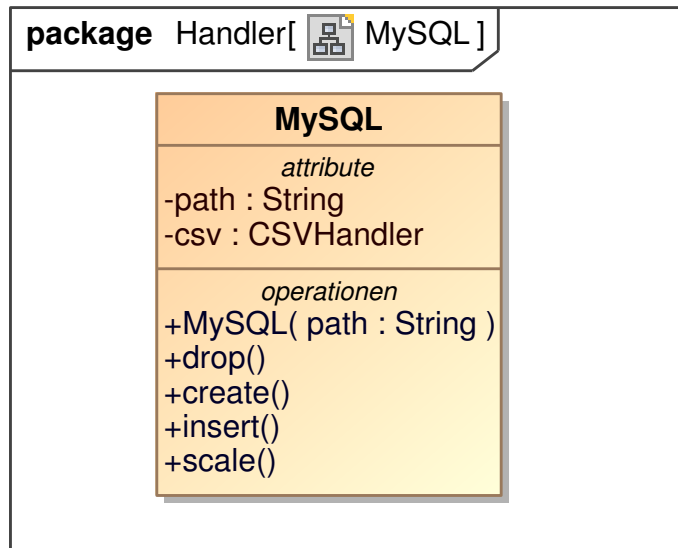 package Handler[ MySQL ]
MySQL
attribute
-path : String
-csv : CSVHandler
operationen
+MySQL( path : String )
+drop()
+create()
+insert()
+scale()